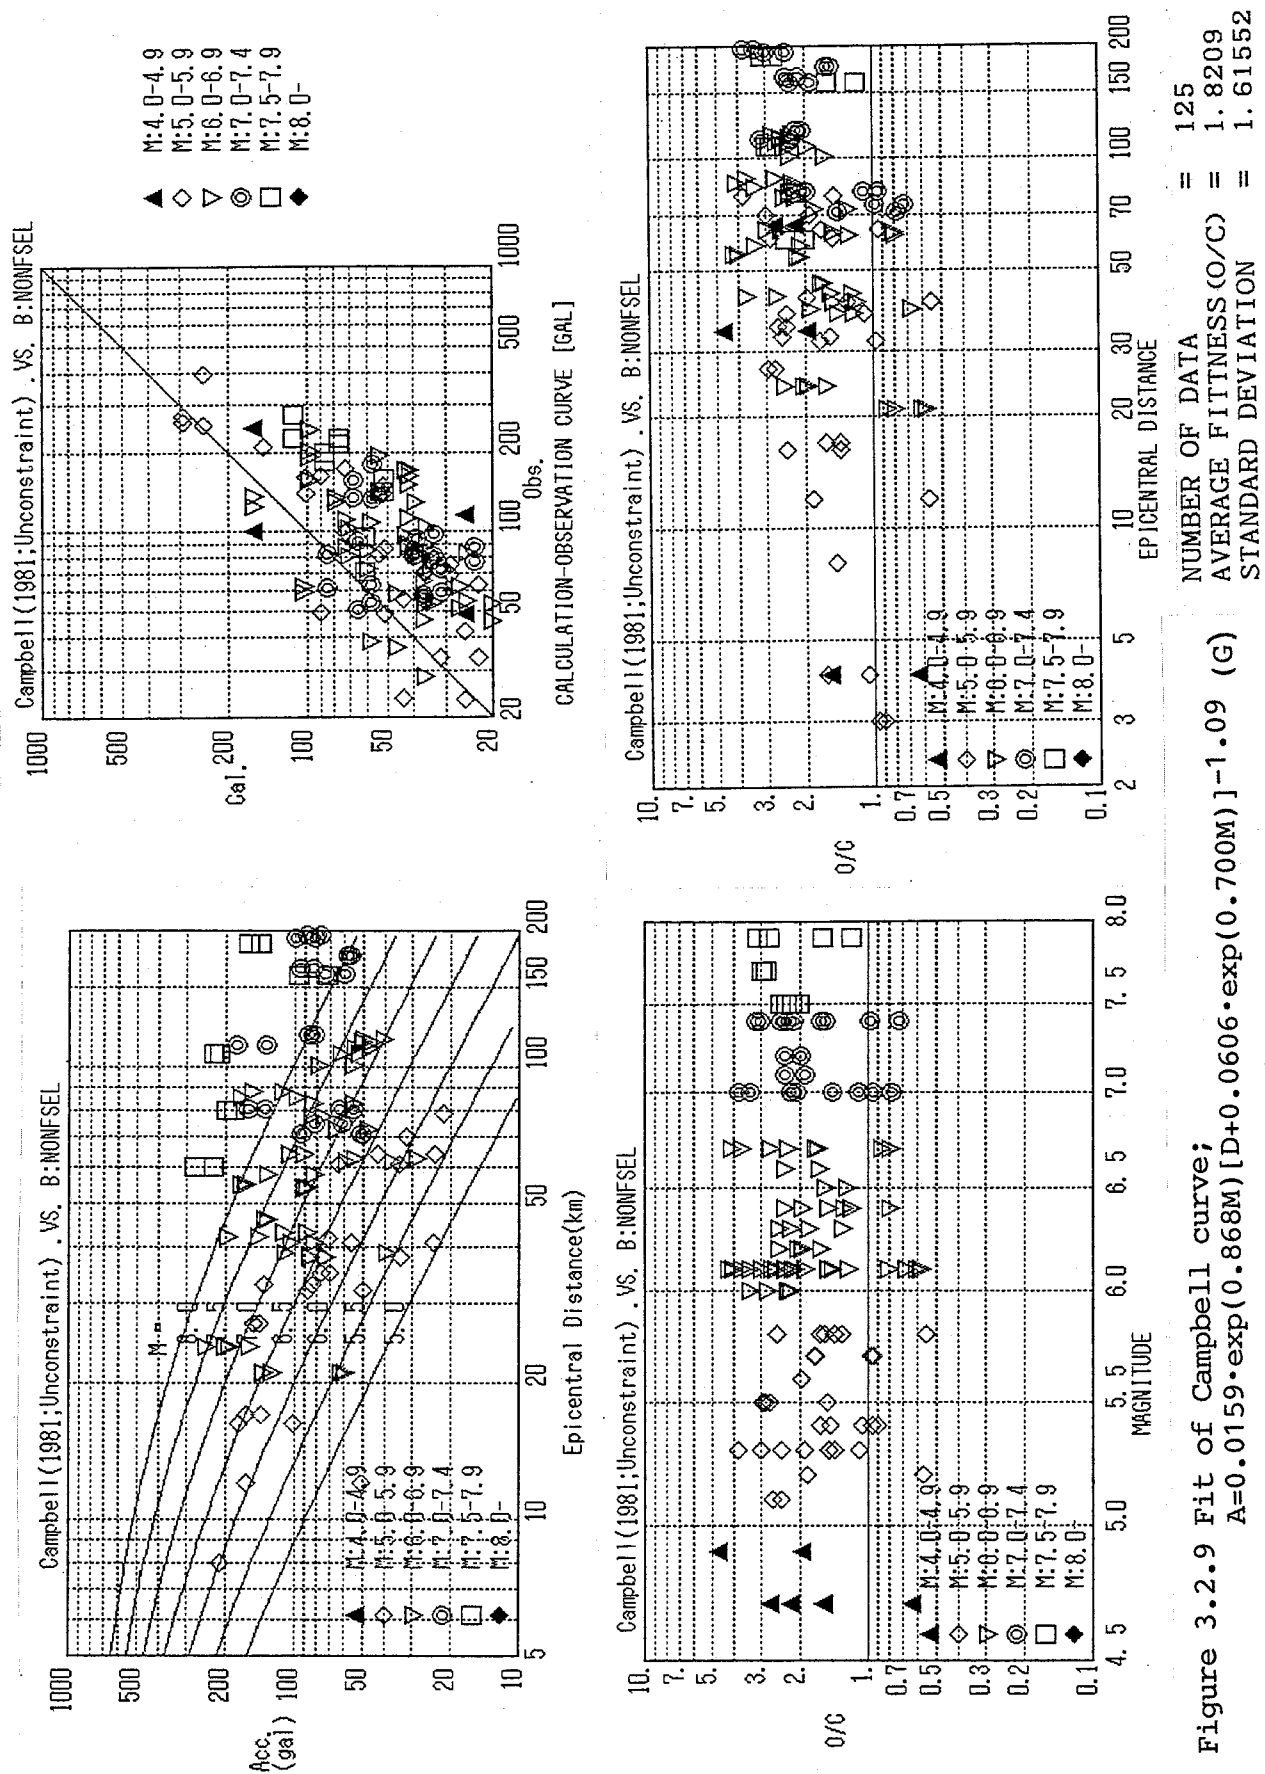 Campbell(1981;Unconstraint) .VS. B:NONFSEL
1000
500
200
100
50
20
10
Acc.
(gal)
M=
5 10 20 50 100 150 200
Epicentral Distance(km)
▲ M:4.0-4.9
◇ M:5.0-5.9
▽ M:6.0-6.9
◎ M:7.0-7.4
□ M:7.5-7.9
◆ M:8.0-
Campbell(1981;Unconstraint) .VS. B:NONFSEL
1000
500
200
Cal.
100
50
20
20 50 100 200 500 1000
Obs.
CALCULATION-OBSERVATION CURVE [GAL]
▲ M:4.0-4.9
◇ M:5.0-5.9
▽ M:6.0-6.9
◎ M:7.0-7.4
□ M:7.5-7.9
◆ M:8.0-
Campbell(1981;Unconstraint) .VS. B:NONFSEL
10.
7.
5.
3.
2.
1.
0.7
0.5
0.3
0.2
0.1
O/C
▲ M:4.0-4.9
◇ M:5.0-5.9
▽ M:6.0-6.9
◎ M:7.0-7.4
□ M:7.5-7.9
◆ M:8.0-
4.5 5.0 5.5 6.0 6.5 7.0 7.5 8.0
MAGNITUDE
Campbell(1981;Unconstraint) .VS. B:NONFSEL
10.
7.
5.
3.
2.
1.
0.7
0.5
0.3
0.2
0.1
O/C
▲ M:4.0-4.9
◇ M:5.0-5.9
▽ M:6.0-6.9
◎ M:7.0-7.4
□ M:7.5-7.9
◆ M:8.0-
2 3 5 10 20 30 50 70 100 150 200
EPICENTRAL DISTANCE
Figure 3.2.9 Fit of Campbell curve;
A=0.0159•exp(0.868M)[D+0.0606•exp(0.700M)]-1.09 (G)
NUMBER OF DATA = 125
AVERAGE FITTNESS(O/C) = 1.8209
STANDARD DEVIATION = 1.61552